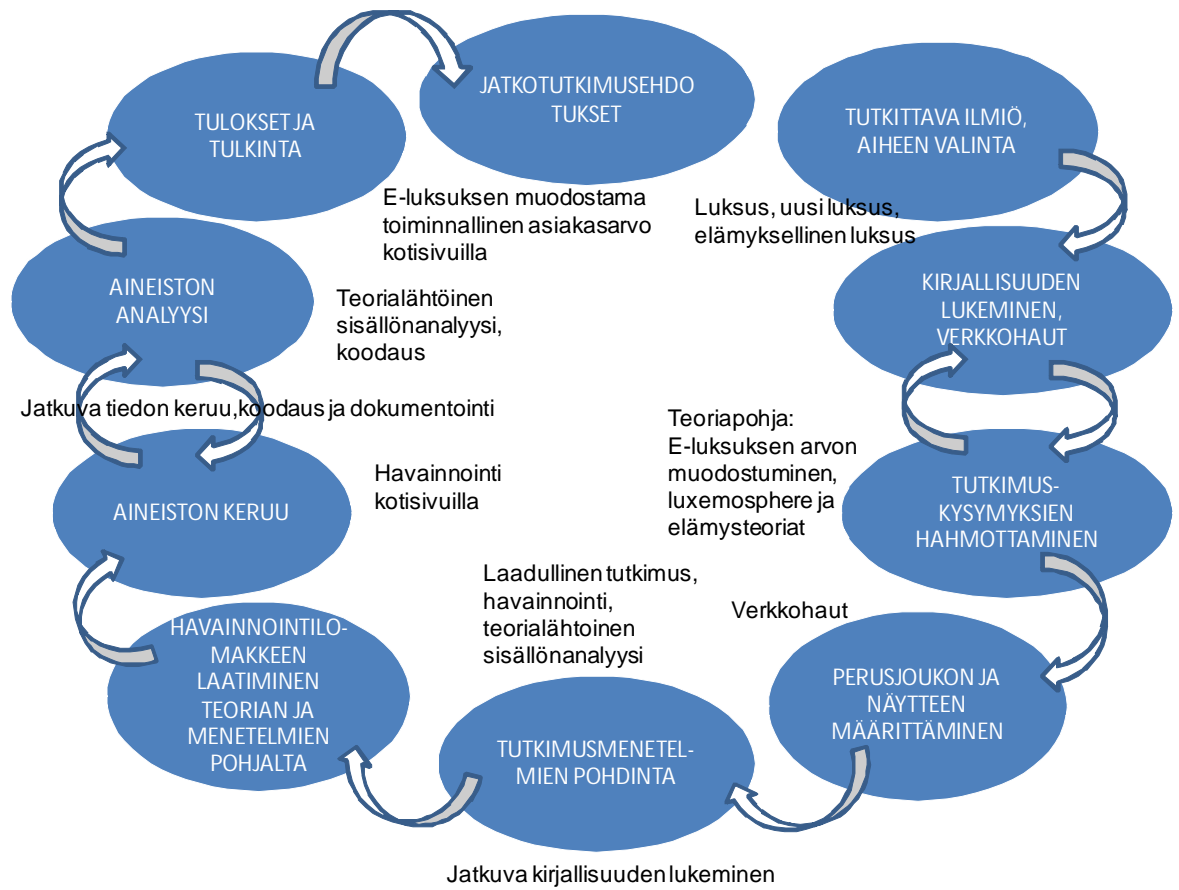 JATKOTUTKIMUSEHDO
TUKSET
TULOKSET JA
TULKINTA
TUTKITTAVA ILMIÖ,
AIHEEN VALINTA
E-luksuksen muodostama
toiminnallinen asiakasarvo
kotisivuilla
Luksus, uusi luksus,
elämyksellinen luksus
AINEISTON
ANALYYSI
KIRJALLISUUDEN
LUKEMINEN,
VERKKOHAUT
Teorialähtöinen
sisällönanalyysi,
koodaus
Jatkuva tiedon keruu,koodaus ja dokumentointi
Teoriapohja:
E-luksuksen arvon
muodostuminen,
luxemosphere ja
elämysteoriat
Havainnointi
kotisivuilla
AINEISTON KERUU
TUTKIMUS-
KYSYMYKSIEN
HAHMOTTAMINEN
Laadullinen tutkimus,
havainnointi,
teorialähtoinen
sisällönanalyysi
Verkkohaut
HAVAINNOINTILO-
MAKKEEN
LAATIMINEN
TEORIAN JA
MENETELMIEN
POHJALTA
PERUSJOUKON JA
NÄYTTEEN
MÄÄRITTÄMINEN
TUTKIMUSMENETEL-
MIEN POHDINTA
Jatkuva kirjallisuuden lukeminen